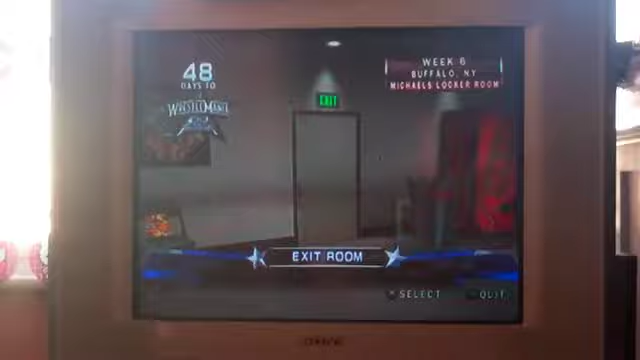 48
DAYS TO
WRESTLEMANIA
WEEK 6
BUFFALO, NY
MICHAELS LOCKER ROOM
EXIT
EXIT ROOM
SELECT
QUIT